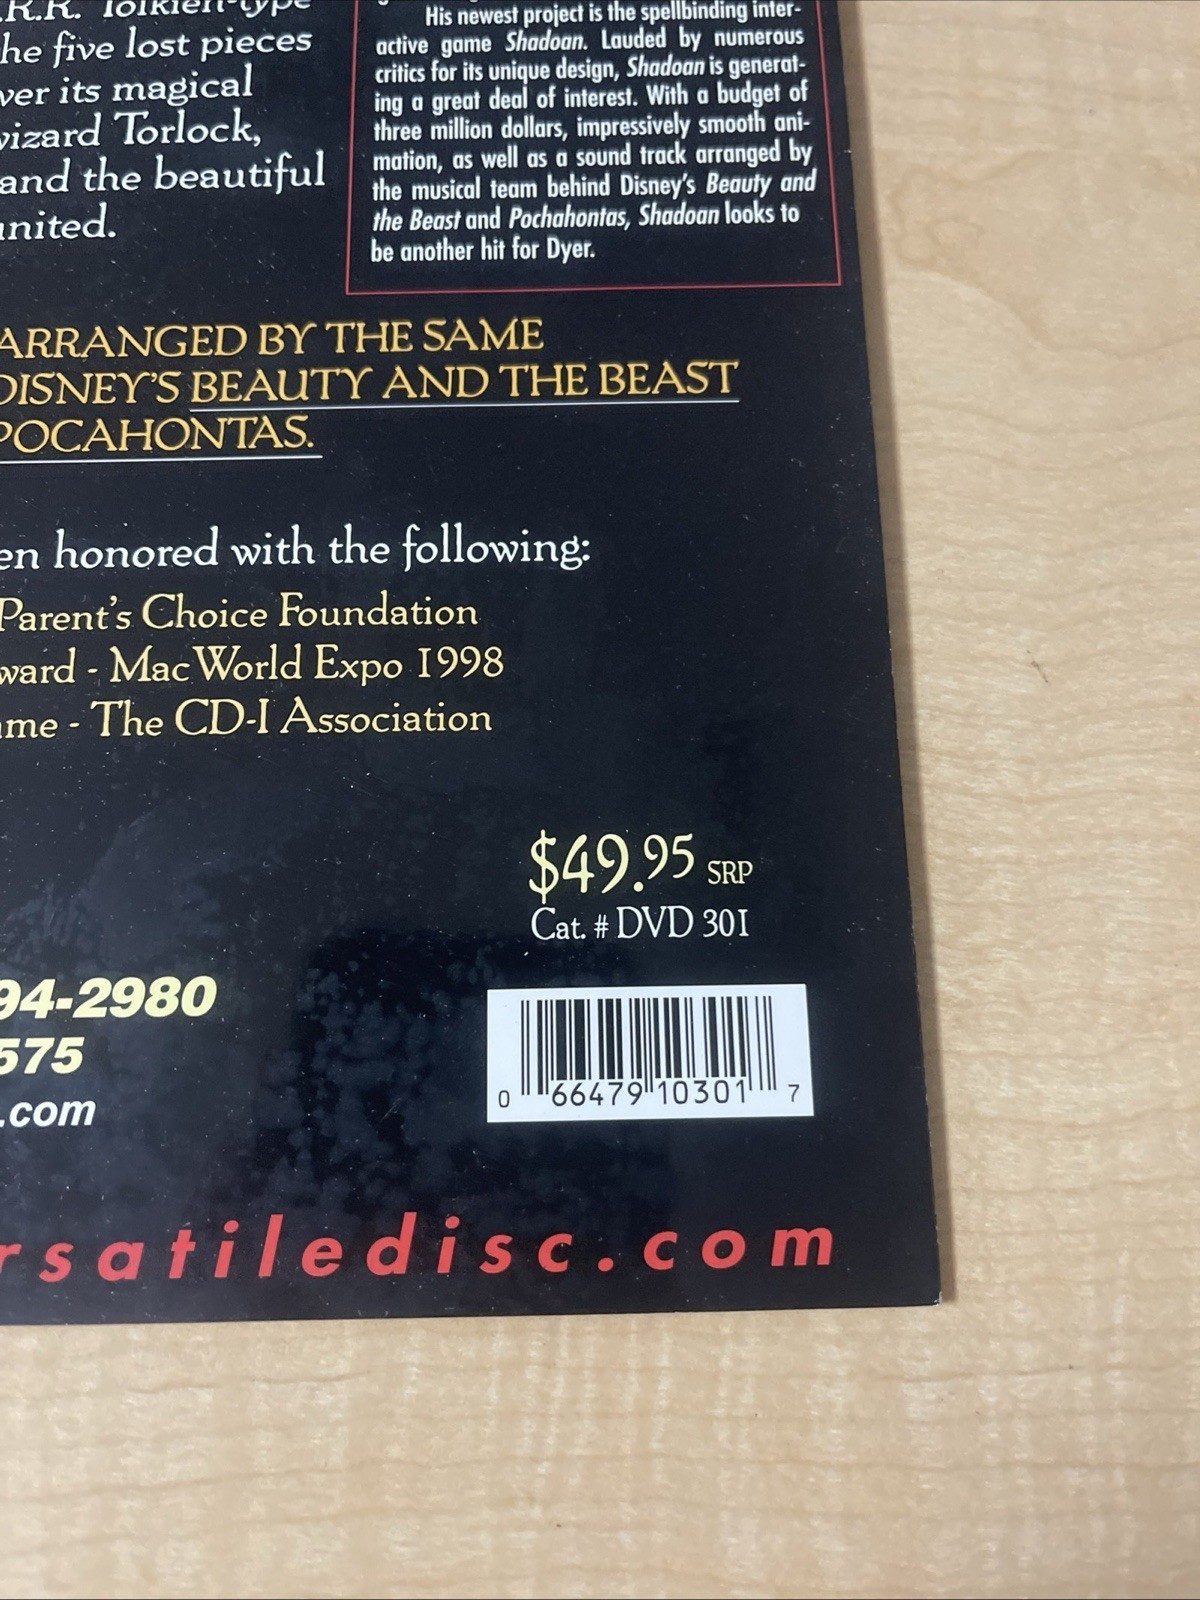 he five lost pieces
its magical
Torlock,
and the beautiful
His newest project is the spellbinding inter-
active game Shadoan. Lauded by numerous
critics for its unique design, Shadoan is generat-
ing a great deal of interest. With a budget of
three million dollars, impressively smooth ani-
mation, as well as a sound track arranged by
the musical team behind Disney's Beauty and
the Beast and Pochahontas, Shadoan looks to
be another hit for Dyer.
ARRANGED BY THE SAME
DISNEY'S BEAUTY AND THE BEAST
POCAHONTAS.
en honored with the following:
Parent's Choice Foundation
ward - MacWorld Expo 1998
me - The CD-I Association
$49.95 SRP
Cat. # DVD 301
94-2980
575
.com
0 66479 10301 7
rsatiledisc.com